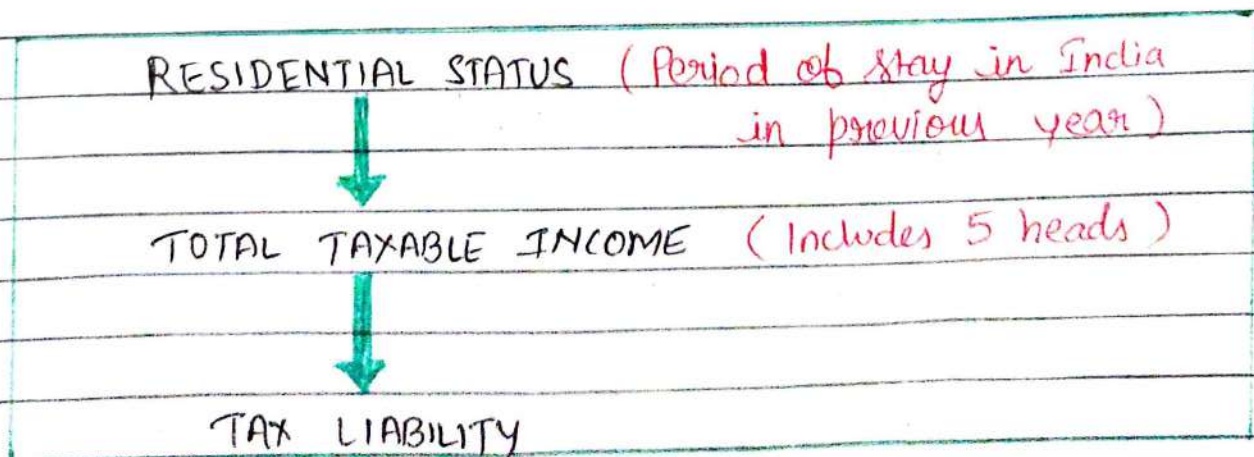 RESIDENTIAL STATUS (Period of stay in India
in previous year)
TOTAL TAXABLE INCOME (Includes 5 heads)
TAX LIABILITY